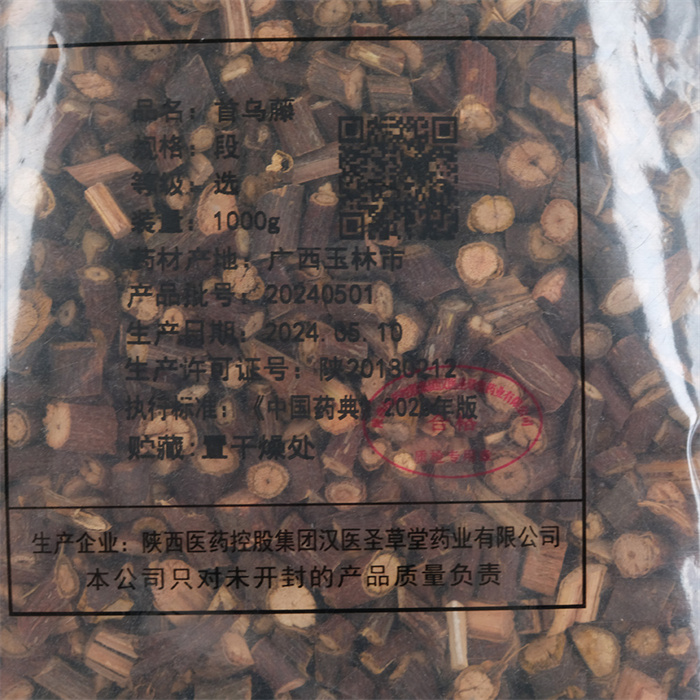 品名：首乌藤
规格：段
等级：选
装量：1000g
药材产地：广西玉林市
产品批号：20240501
生产日期：2024.05.10
生产许可证号：陕20180212
执行标准：《中国药典》2020年版
贮藏：置干燥处
合格
生产企业：陕西医药控股集团汉医圣草堂药业有限公司
本公司只对未开封的产品质量负责